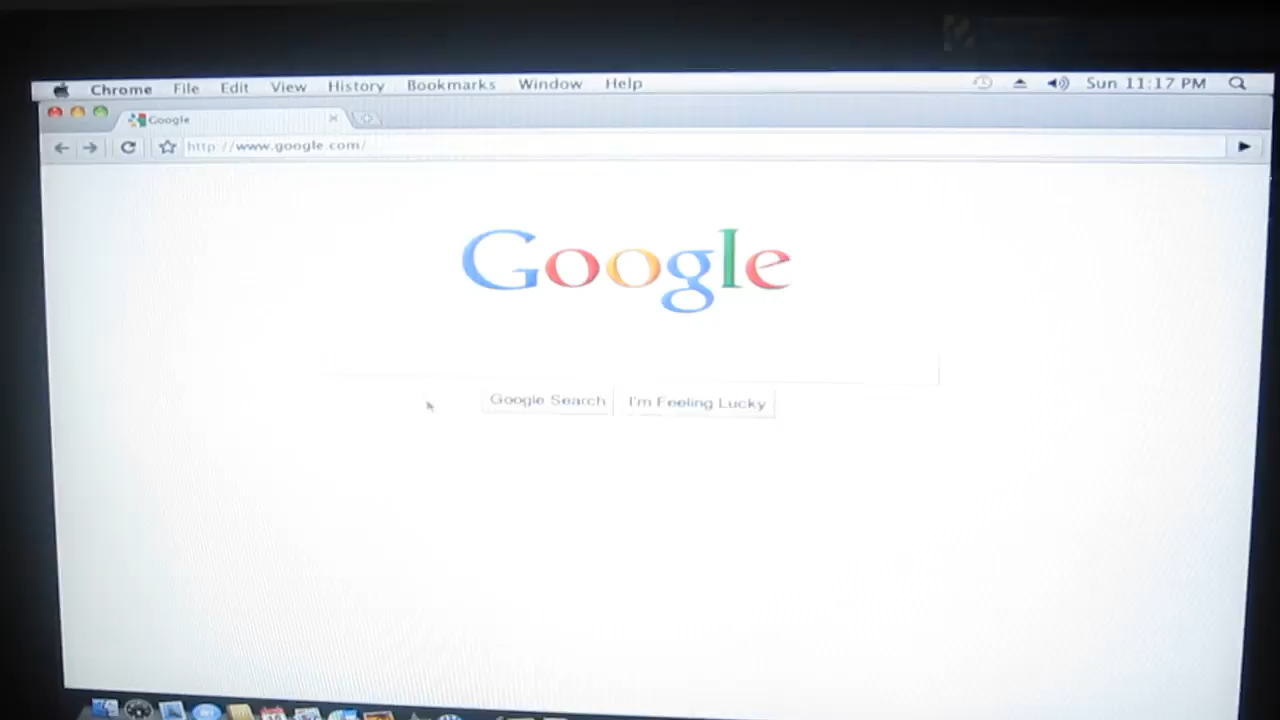 Chrome File Edit View History Bookmarks Window Help Sun 11:17 PM
Google
http://www.google.com/
Google
Google Search I'm Feeling Lucky